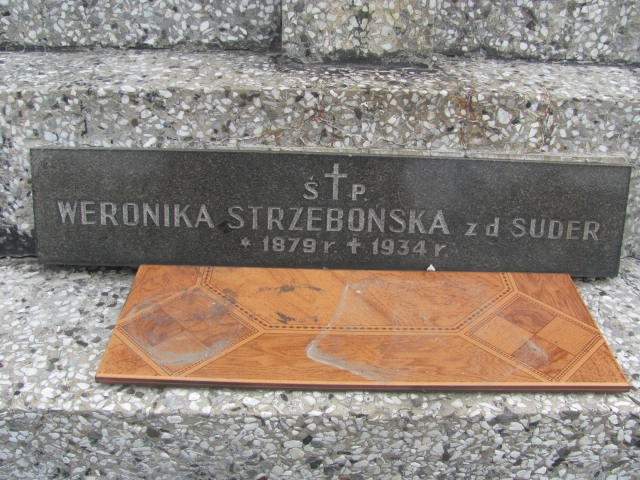 Ś † P.
WERONIKA STRZEBOŃSKA z d SUDER
* 1879 r. † 1934 r.